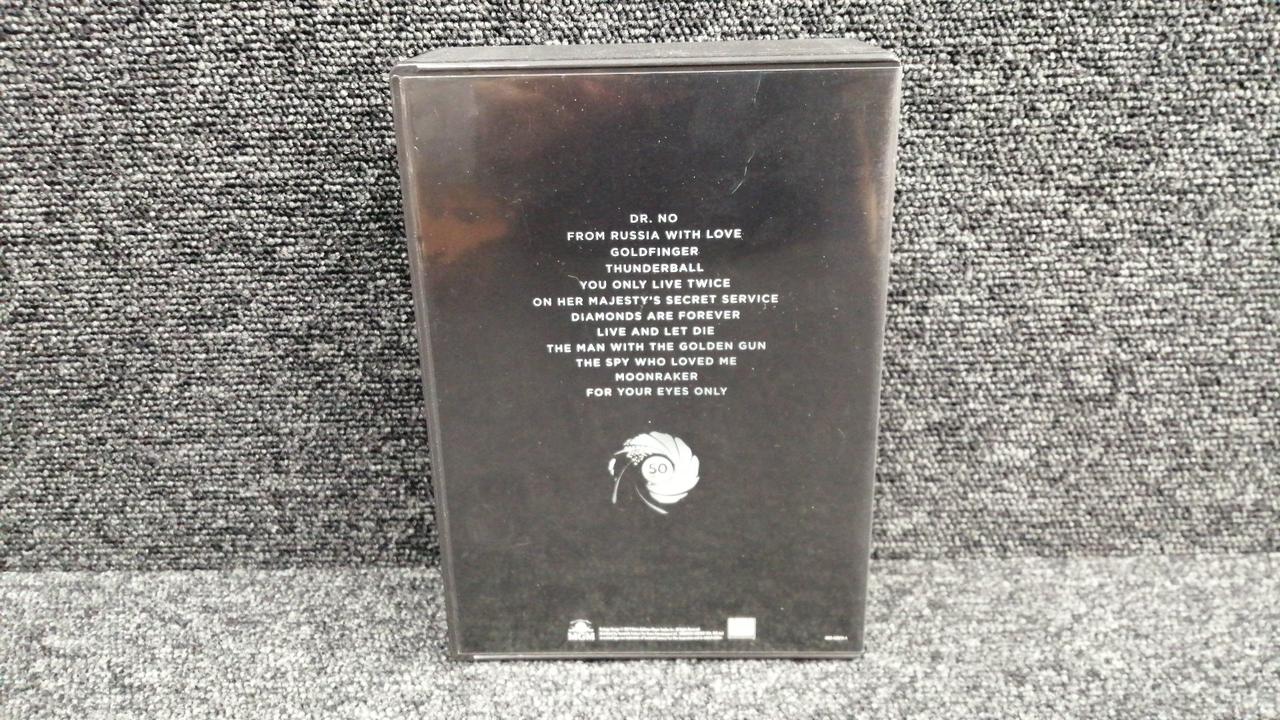 DR. NO
FROM RUSSIA WITH LOVE
GOLDFINGER
THUNDERBALL
YOU ONLY LIVE TWICE
ON HER MAJESTY'S SECRET SERVICE
DIAMONDS ARE FOREVER
LIVE AND LET DIE
THE MAN WITH THE GOLDEN GUN
THE SPY WHO LOVED ME
MOONRAKER
FOR YOUR EYES ONLY
50